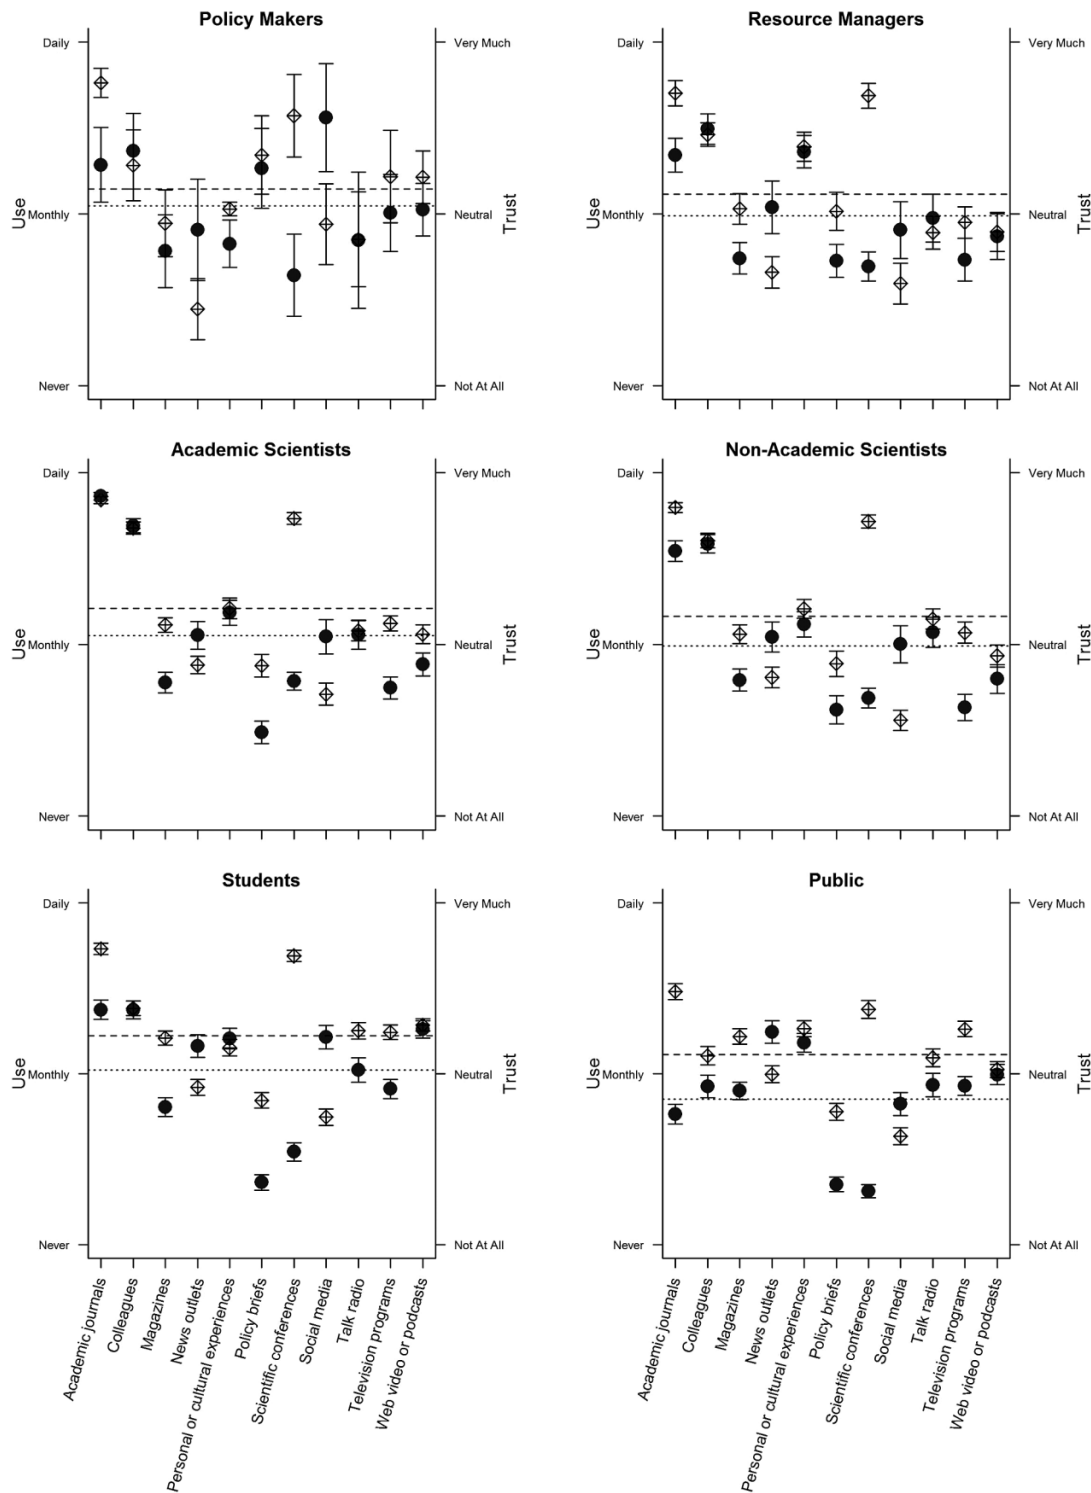 Policy Makers
Resource Managers
Daily
Very Much
Daily
Very Much
Use
Monthly
Neutral
Trust
Use
Monthly
Neutral
Trust
Never
Not At All
Never
Not At All
Academic Scientists
Non-Academic Scientists
Daily
Very Much
Daily
Very Much
Use
Monthly
Neutral
Trust
Use
Monthly
Neutral
Trust
Never
Not At All
Never
Not At All
Students
Public
Daily
Very Much
Daily
Very Much
Use
Monthly
Neutral
Trust
Use
Monthly
Neutral
Trust
Never
Not At All
Never
Not At All
Academic journals
Colleagues
Magazines
News outlets
Personal or cultural experiences
Policy briefs
Scientific conferences
Social media
Talk radio
Television programs
Web video or podcasts
Academic journals
Colleagues
Magazines
News outlets
Personal or cultural experiences
Policy briefs
Scientific conferences
Social media
Talk radio
Television programs
Web video or podcasts